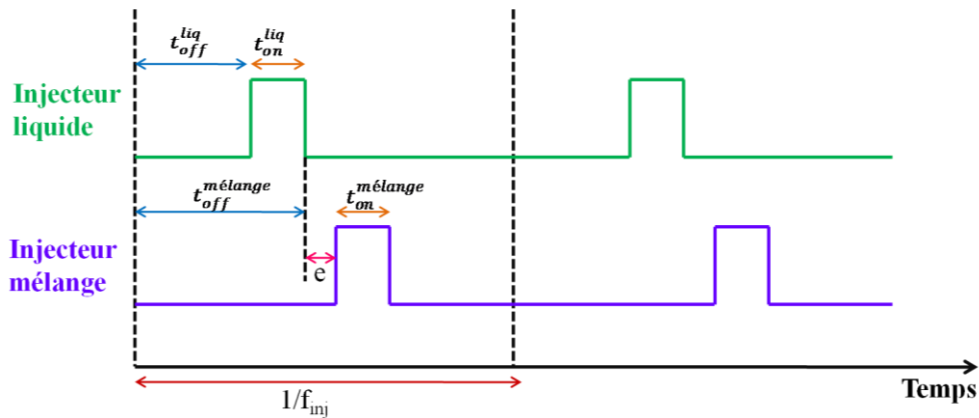 t_off^liq t_on^liq
Injecteur
liquide
t_off^mélange t_on^mélange
Injecteur
mélange
e
Temps
1/f_inj